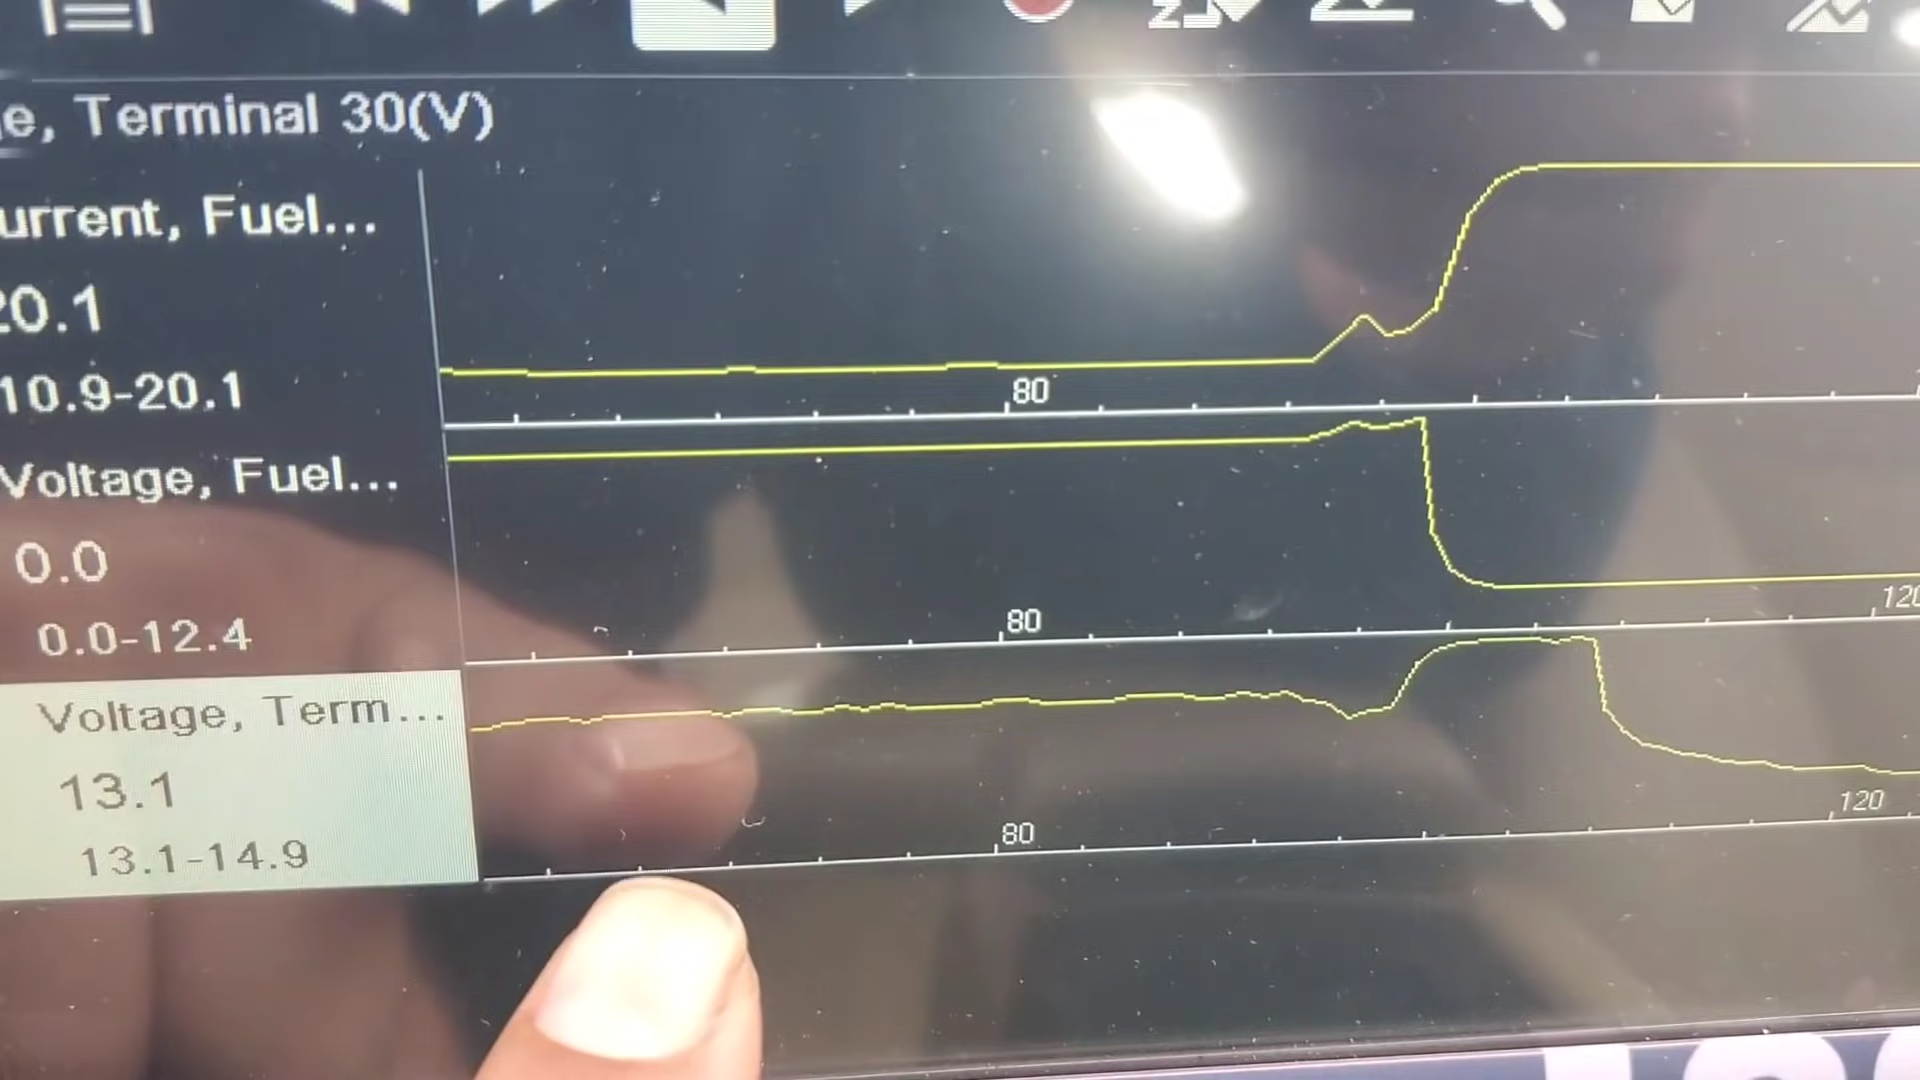 e, Terminal 30(V)
urrent, Fuel...
20.1
10.9-20.1
80
Voltage, Fuel...
0.0
0.0-12.4
80
120
Voltage, Term...
13.1
13.1-14.9
80
120